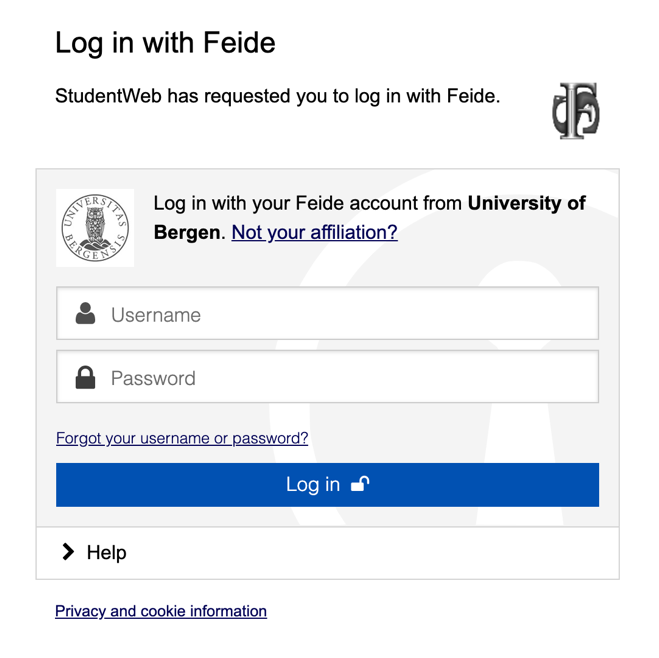 Log in with Feide
StudentWeb has requested you to log in with Feide.
UNIVERSITAS BERGENSIS
Log in with your Feide account from University of
Bergen. Not your affiliation?
Username
Password
Forgot your username or password?
Log in
Help
Privacy and cookie information